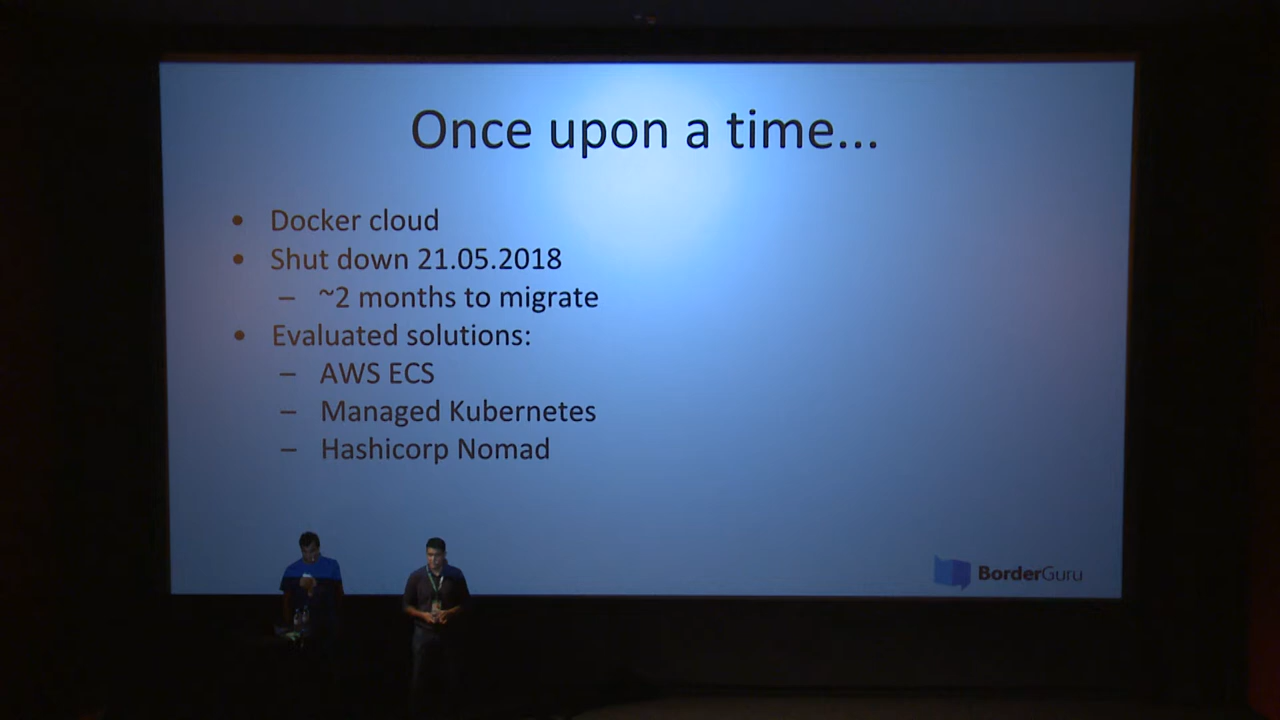 Once upon a time...
• Docker cloud
• Shut down 21.05.2018
– ~2 months to migrate
• Evaluated solutions:
– AWS ECS
– Managed Kubernetes
– Hashicorp Nomad
BorderGuru